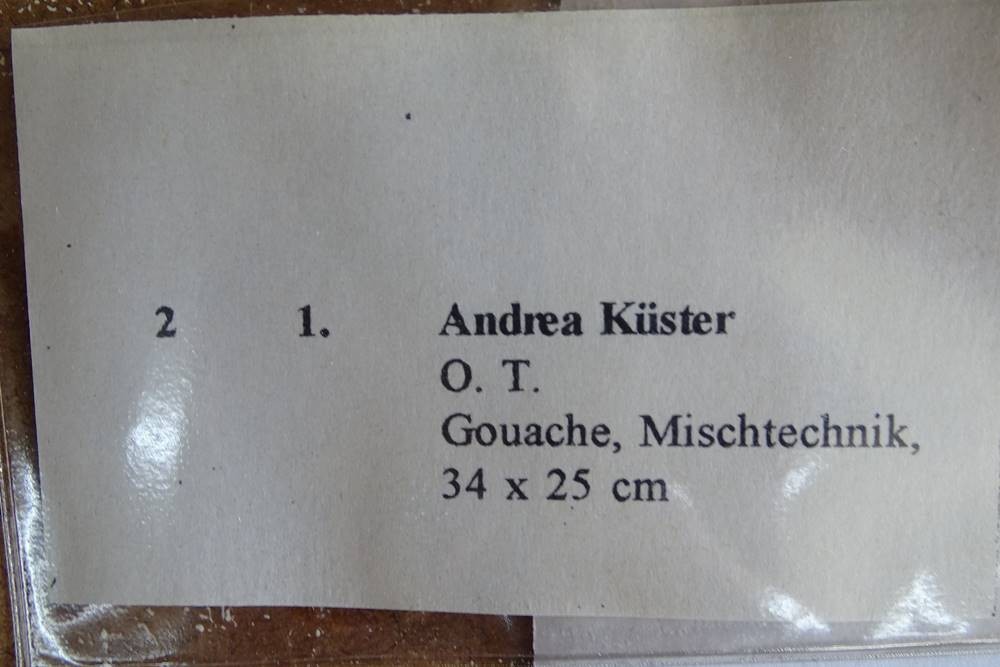 2 1. Andrea Küster
O. T.
Gouache, Mischtechnik,
34 x 25 cm